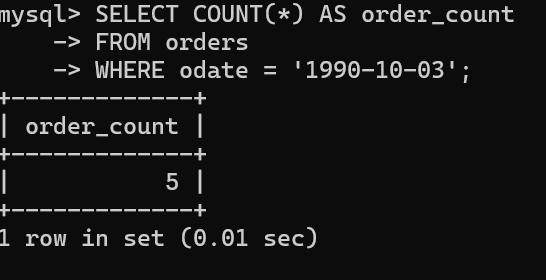 mysql> SELECT COUNT(*) AS order_count
    -> FROM orders
    -> WHERE odate = '1990-10-03';
+-------------+
| order_count |
+-------------+
|           5 |
+-------------+
1 row in set (0.01 sec)